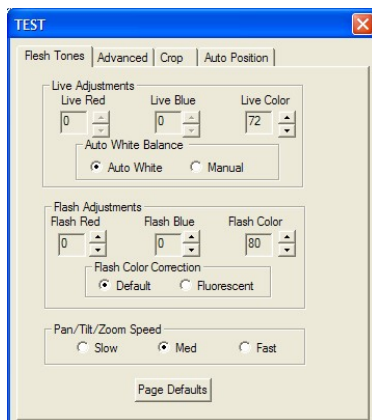 TEST
Flesh Tones Advanced Crop Auto Position
Live Adjustments
Live Red Live Blue Live Color
0 0 72
Auto White Balance
Auto White Manual
Flash Adjustments
Flash Red Flash Blue Flash Color
0 0 80
Flash Color Correction
Default Fluorescent
Pan/Tilt/Zoom Speed
Slow Med Fast
Page Defaults